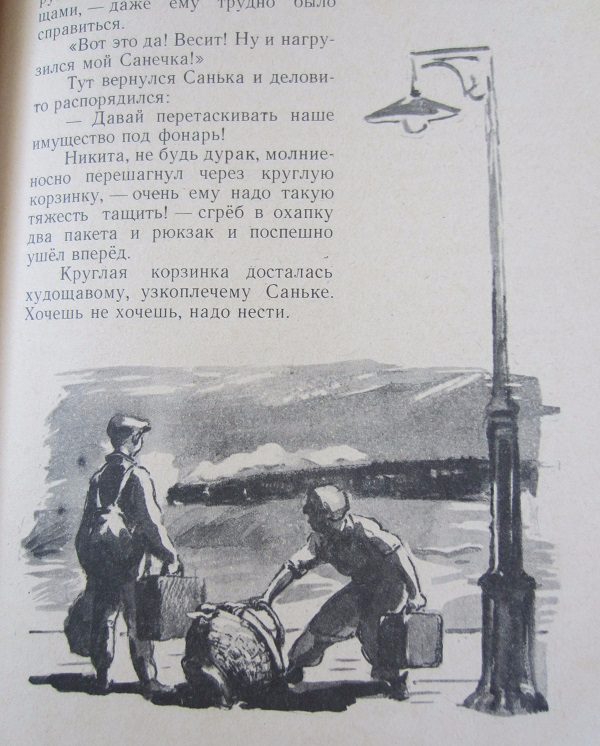 щами, — даже ему трудно было
справиться.
«Вот это да! Весит! Ну и нагру-
зился мой Санечка!»
Тут вернулся Санька и делови-
то распорядился:
— Давай перетаскивать наше
имущество под фонарь!
Никита, не будь дурак, молние-
носно перешагнул через круглую
корзинку, — очень ему надо такую
тяжесть тащить! — сгрёб в охапку
два пакета и рюкзак и поспешно
ушёл вперёд.
Круглая корзинка досталась
худощавому, узкоплечему Саньке.
Хочешь не хочешь, надо нести.